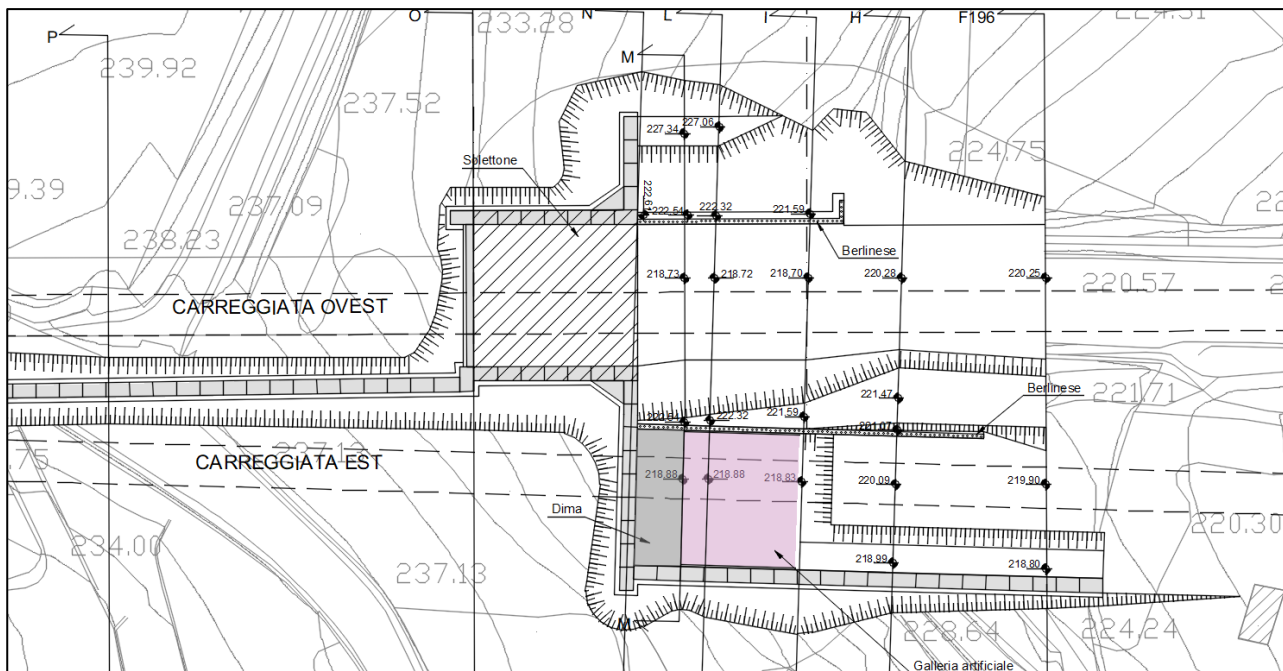 O
N
L
I
H
F196
224.31
P
233.28
M
239.92
237.52
227.34
227.06
Solettone
224.75
237.09
222.61
222.54
222.32
221.59
238.23
Berlinese
218.73
218.72
218.70
220.28
220.25
220.57
CARREGGIATA OVEST
Berlinese
221.71
221.47
221.59
222.32
237.13
CARREGGIATA EST
218.88
218.88
218.83
220.09
219.90
Dima
220.30
234.00
218.99
218.80
237.13
M
228.64
224.24
Galleria artificiale